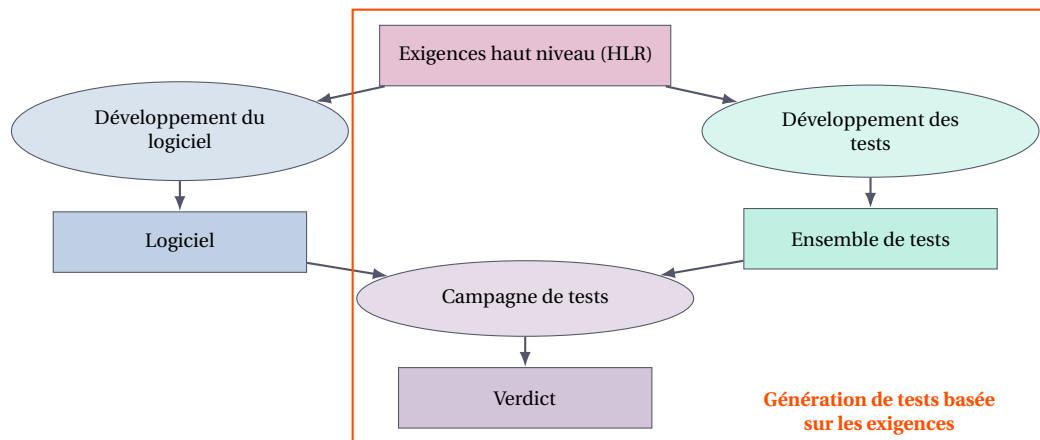 Exigences haut niveau (HLR)
Développement du
logiciel
Développement des
tests
Logiciel
Ensemble de tests
Campagne de tests
Verdict
Génération de tests basée
sur les exigences